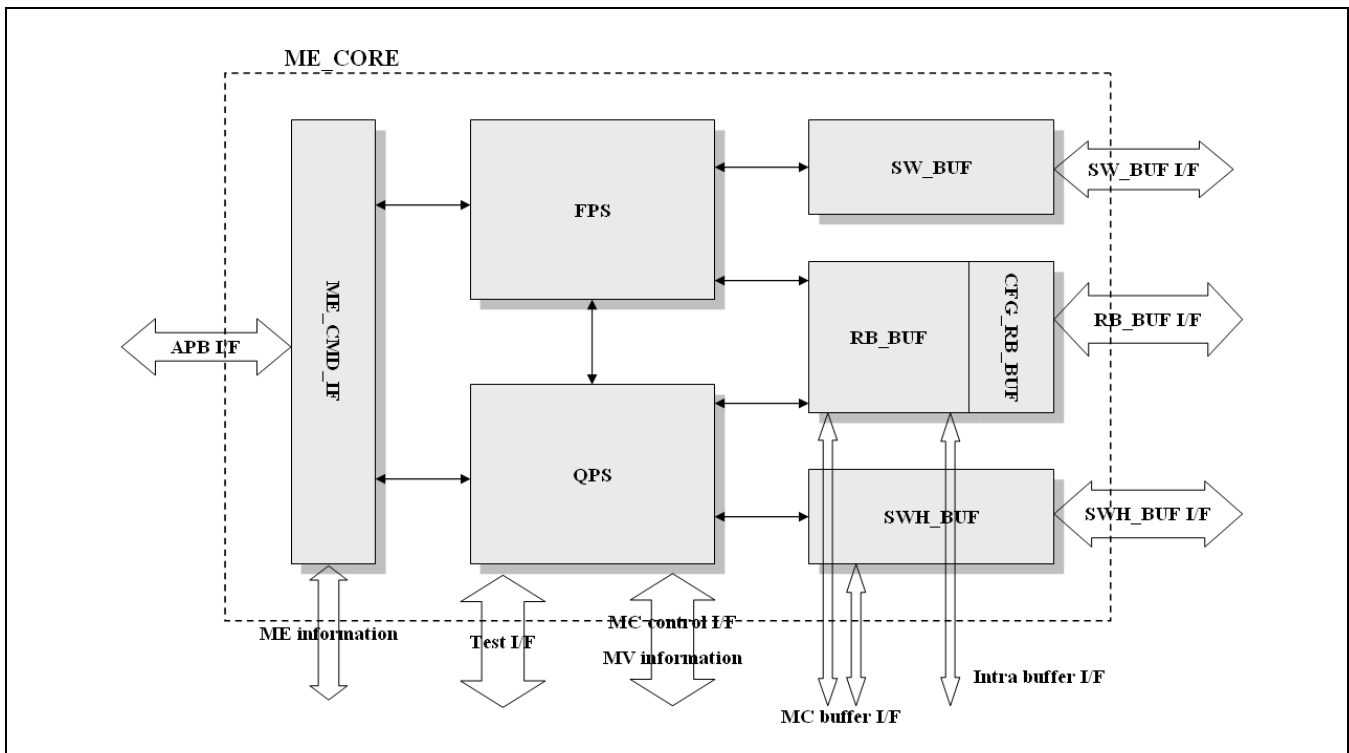 ME_CORE
SW_BUF
SW_BUF I/F
FPS
ME_CMD_IF
APB I/F
RB_BUF
CFG_RB_BUF
RB_BUF I/F
QPS
SWH_BUF
SWH_BUF I/F
ME information
Test I/F
MC control I/F
MV information
Intra buffer I/F
MC buffer I/F